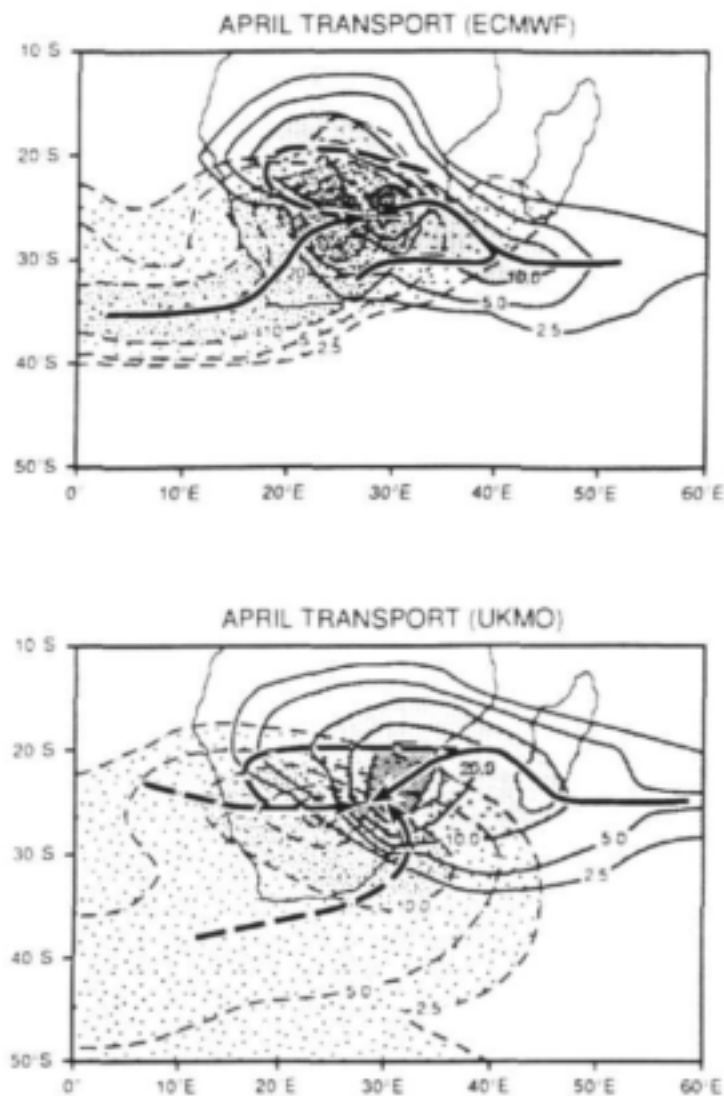 APRIL TRANSPORT (ECMWF)
10 S
20°S
30°S
40°S
50°S
20
10.0
5.0
2.5
10
5
2.5
0°
10°E
20°E
30°E
40°E
50°E
60°E
APRIL TRANSPORT (UKMO)
10 S
20°S
30°S
40°S
50°S
20.0
10.0
5.0
2.5
10.0
5.0
2.5
0°
10°E
20°E
30°E
40°E
50°E
60°E